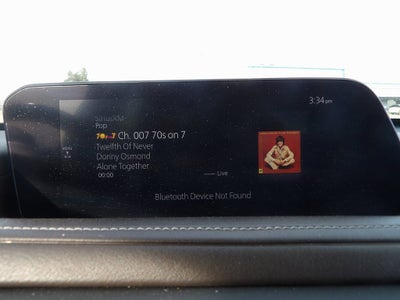 SiriusXM
3:34 pm
Pop
Ch. 007 70s on 7
Twelfth Of Never
Donny Osmond
Alone Together
00:00
Live
Bluetooth Device Not Found